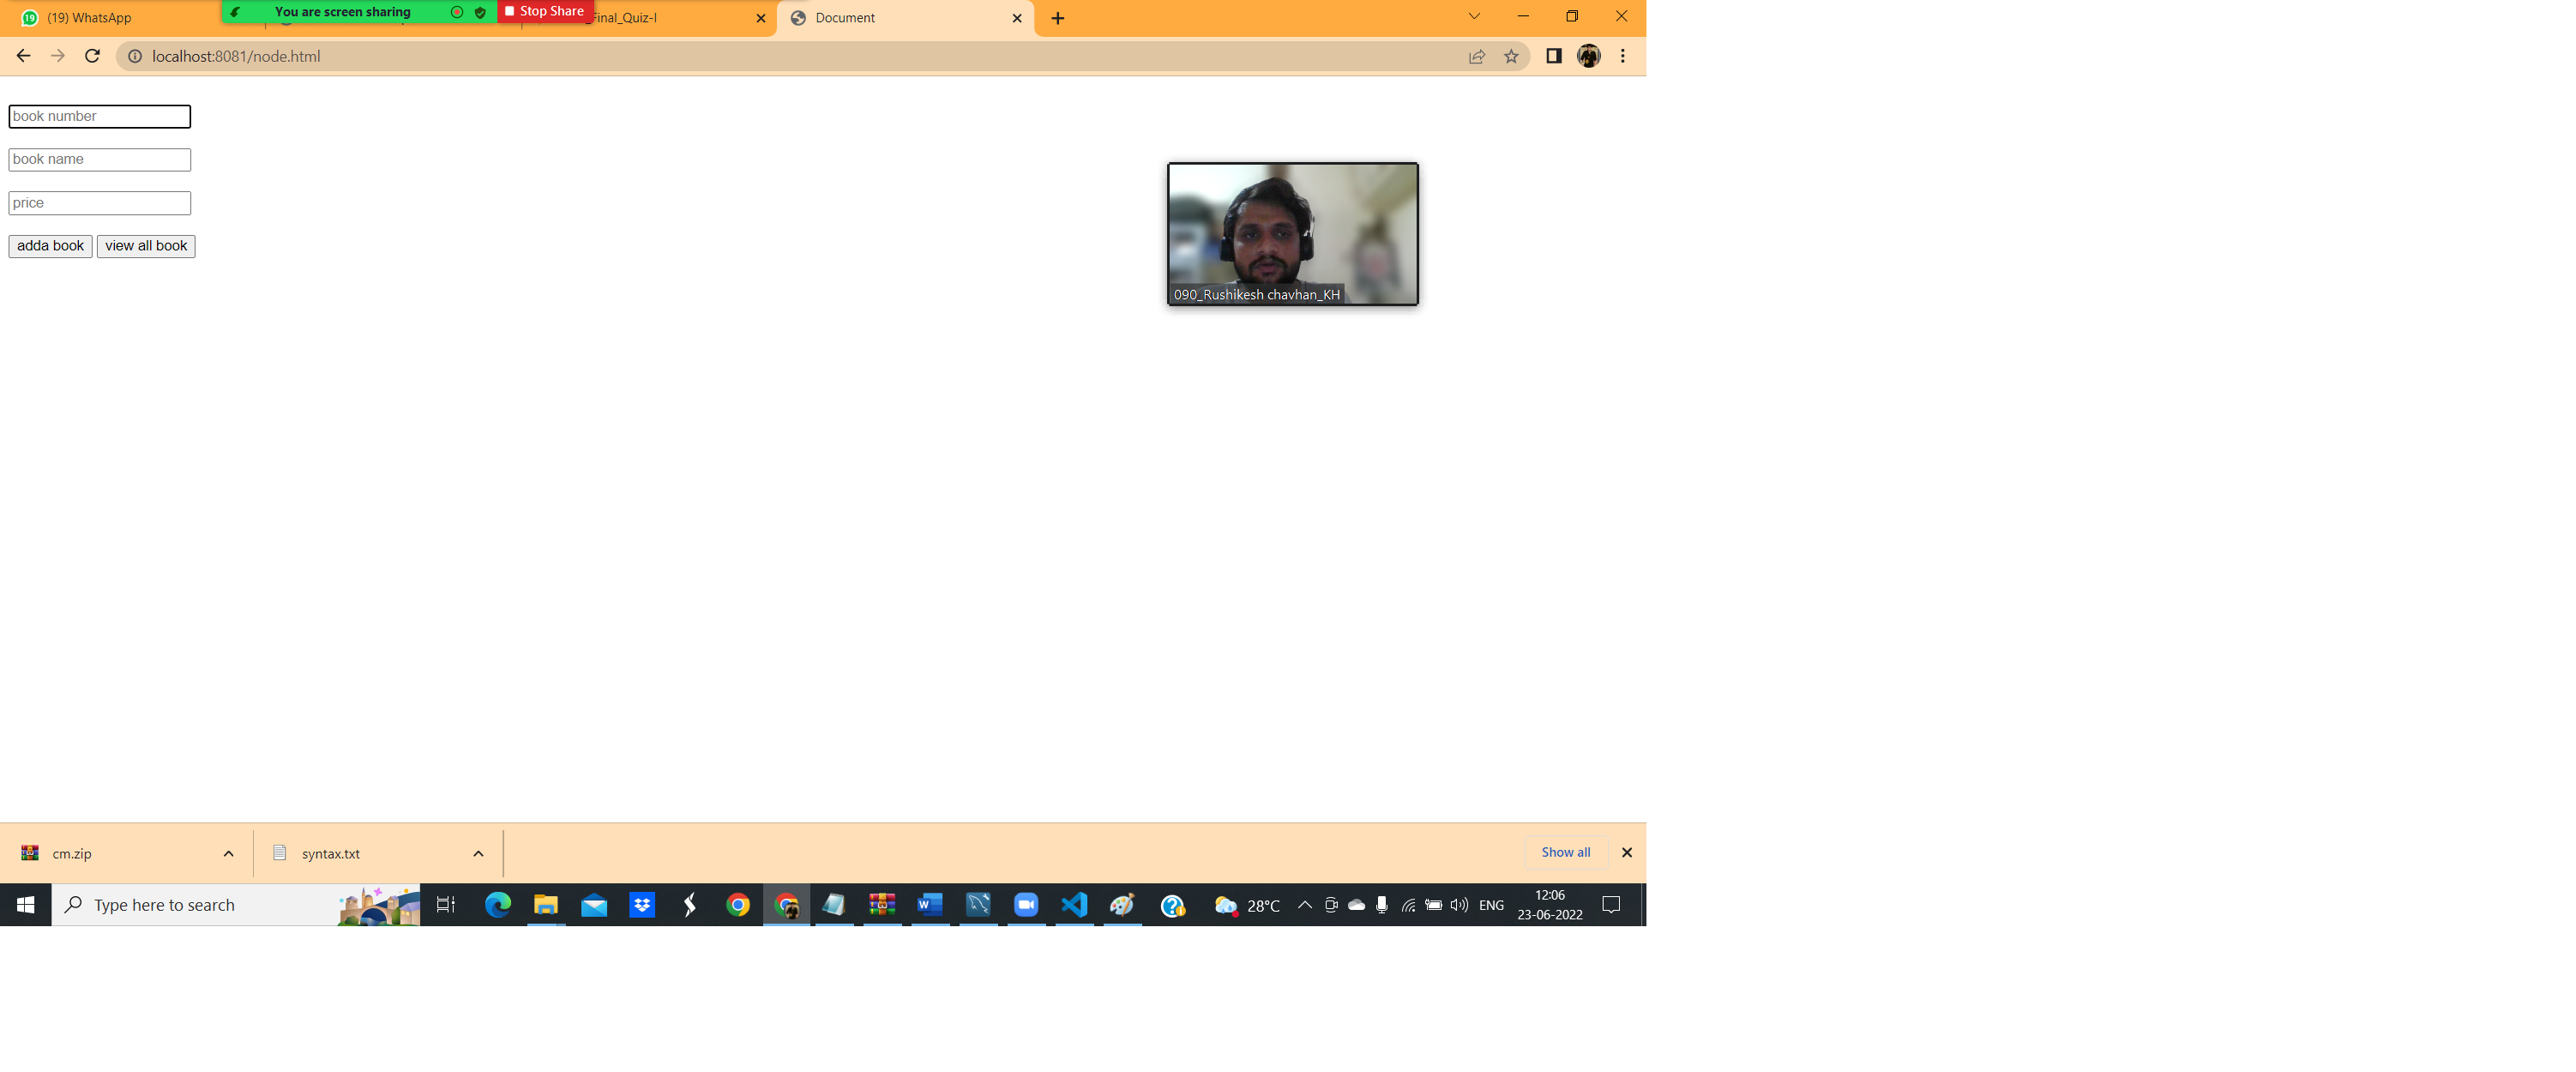 19 (19) WhatsApp
You are screen sharing
Stop Share
Final_Quiz-I
Document
localhost:8081/node.html
book number
book name
price
adda book view all book
090_Rushikesh chavhan_KH
cm.zip
syntax.txt
Show all
Type here to search
28°C
ENG
12:06
23-06-2022